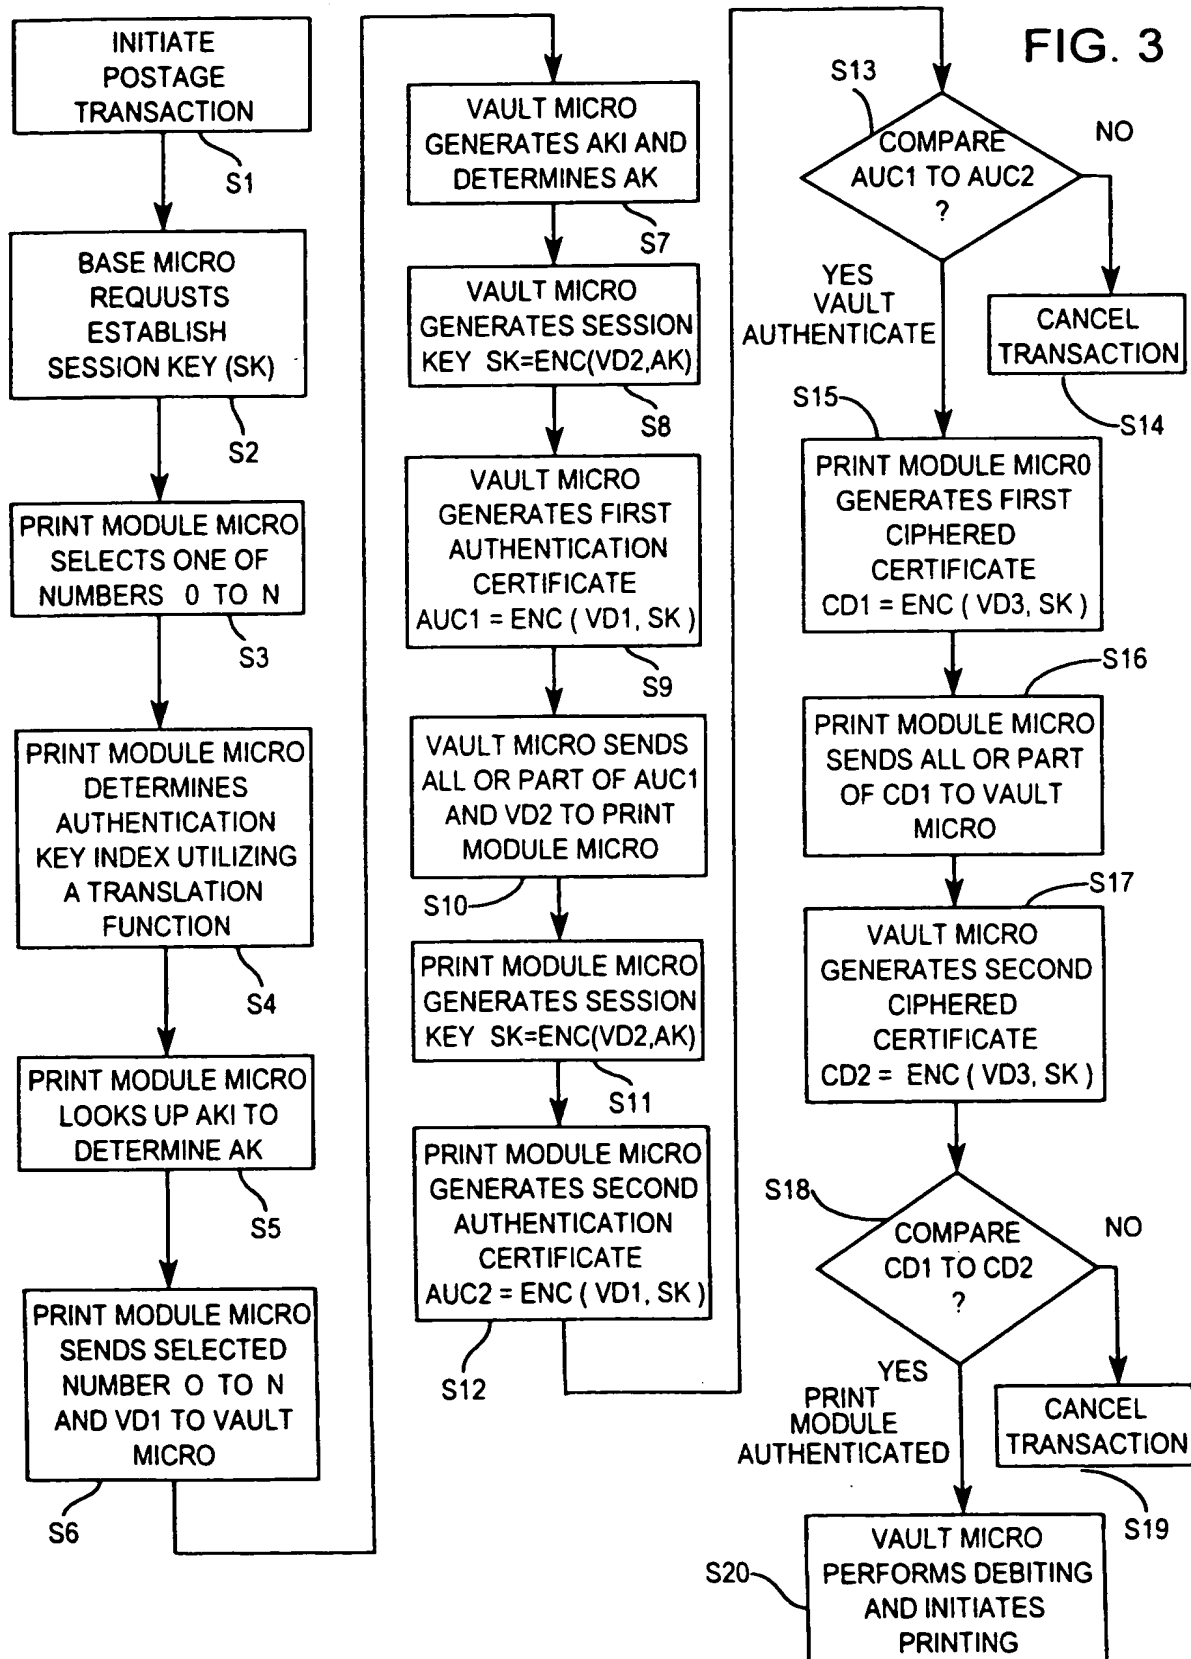 FIG. 3
INITIATE
POSTAGE
TRANSACTION
S1
BASE MICRO
REQUUSTS
ESTABLISH
SESSION KEY (SK)
S2
PRINT MODULE MICRO
SELECTS ONE OF
NUMBERS 0 TO N
S3
PRINT MODULE MICRO
DETERMINES
AUTHENTICATION
KEY INDEX UTILIZING
A TRANSLATION
FUNCTION
S4
PRINT MODULE MICRO
LOOKS UP AKI TO
DETERMINE AK
S5
PRINT MODULE MICRO
SENDS SELECTED
NUMBER O TO N
AND VD1 TO VAULT
MICRO
S6
VAULT MICRO
GENERATES AKI AND
DETERMINES AK
S7
VAULT MICRO
GENERATES SESSION
KEY SK=ENC(VD2,AK)
S8
VAULT MICRO
GENERATES FIRST
AUTHENTICATION
CERTIFICATE
AUC1 = ENC ( VD1, SK )
S9
VAULT MICRO SENDS
ALL OR PART OF AUC1
AND VD2 TO PRINT
MODULE MICRO
S10
PRINT MODULE MICRO
GENERATES SESSION
KEY SK=ENC(VD2,AK)
S11
PRINT MODULE MICRO
GENERATES SECOND
AUTHENTICATION
CERTIFICATE
AUC2 = ENC ( VD1, SK )
S12
S13
COMPARE
AUC1 TO AUC2
?
NO
YES
VAULT
AUTHENTICATE
CANCEL
TRANSACTION
S14
S15
PRINT MODULE MICR0
GENERATES FIRST
CIPHERED
CERTIFICATE
CD1 = ENC ( VD3, SK )
S16
PRINT MODULE MICRO
SENDS ALL OR PART
OF CD1 TO VAULT
MICRO
S17
VAULT MICRO
GENERATES SECOND
CIPHERED
CERTIFICATE
CD2 = ENC ( VD3, SK )
S18
COMPARE
CD1 TO CD2
?
NO
YES
PRINT
MODULE
AUTHENTICATED
CANCEL
TRANSACTION
S19
S20
VAULT MICRO
PERFORMS DEBITING
AND INITIATES
PRINTING